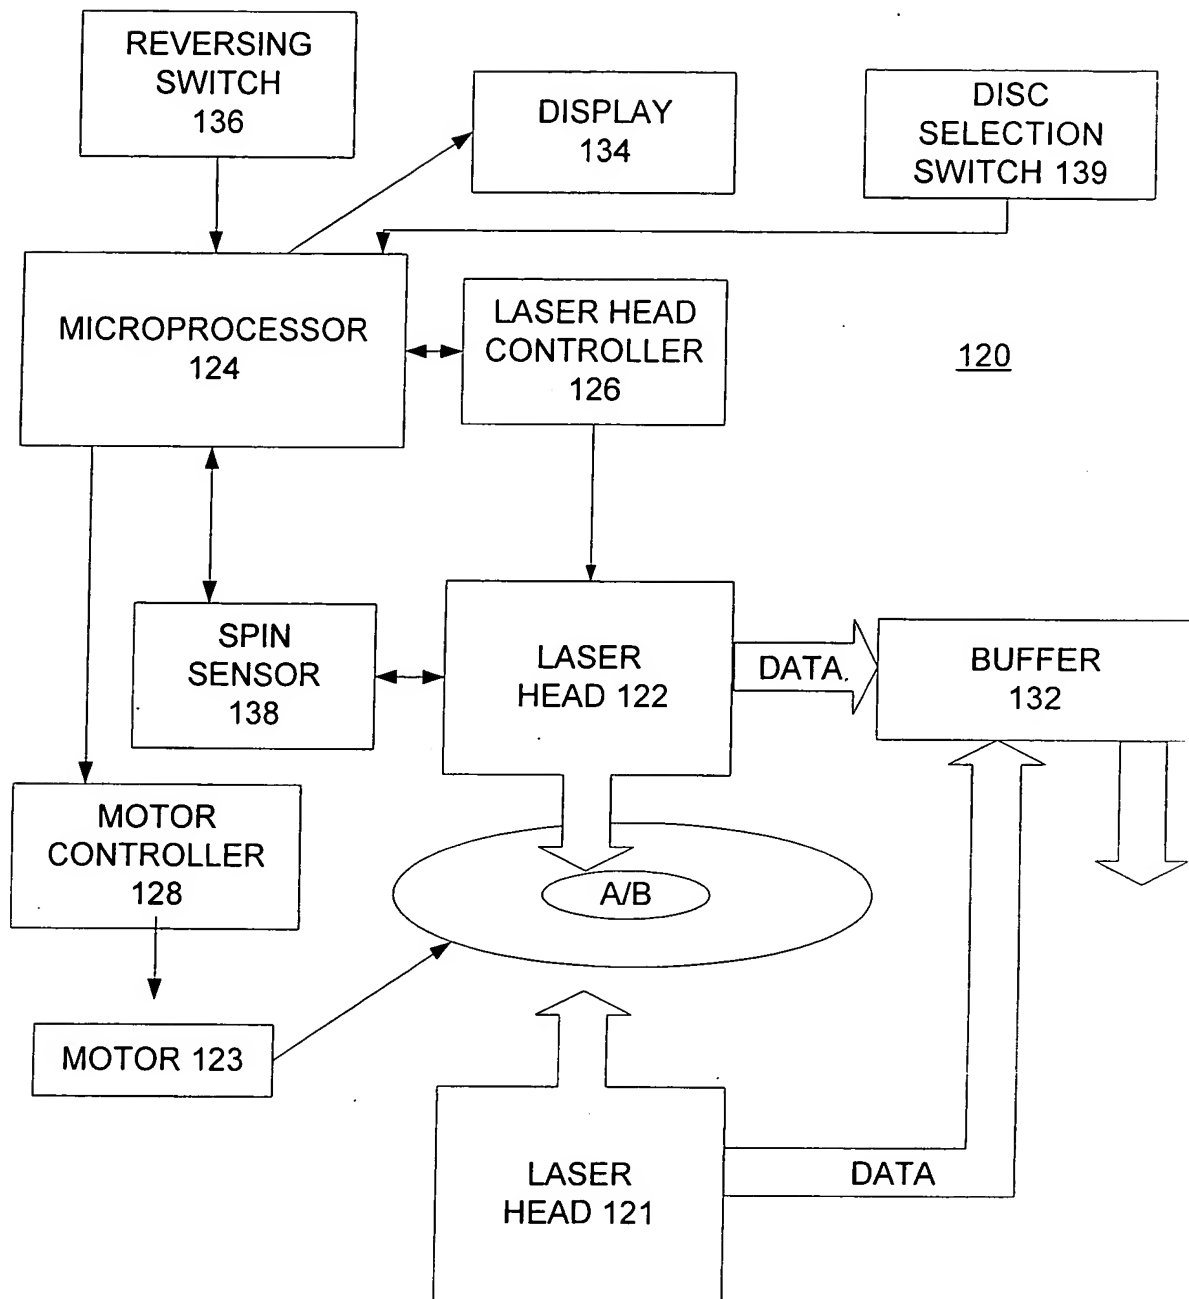 REVERSING
SWITCH
136
DISPLAY
134
DISC
SELECTION
SWITCH 139
MICROPROCESSOR
124
LASER HEAD
CONTROLLER
126
120
SPIN
SENSOR
138
LASER
HEAD 122
DATA
BUFFER
132
MOTOR
CONTROLLER
128
A/B
MOTOR 123
LASER
HEAD 121
DATA